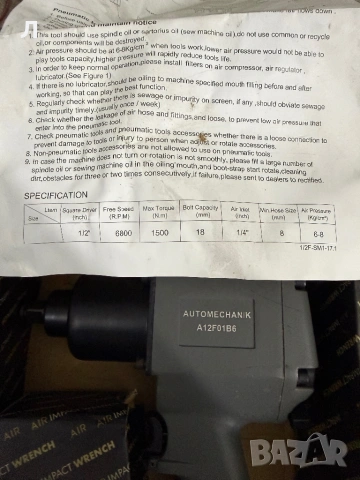 Pneumatic
maintain notice
flows down.
1. This tool should use spindle oil or sartorius oil (sew machine oil).do not use common or recycle
oil,or components will be destroyed.
2. Air pressure should be at 6-8Kg/cm² when tools work,lower air pressure would not be able to
play tools capacity,higher pressure will rapidly reduce tools life.
3. In order to keep normal operation,please install filters on air compressor, air regulator,
lubricator.(See Figure 1)
4. If there is no lubricator,should be oiling to machine specified mouth filling before and after
working, so that can play the best function.
5. Regularly check whether there is sewage or impurity on screen, if any ,should obviate sewage
and impurity timely.(usually once / week)
6. Check whether the leakage of air hose and fittings,and loose, to prevent low air pressure that
enter into the pneumatic tool.
7. Check pneumatic tools and pneumatic tools accessories whether there is loose connection to
prevent damage to tools or injury to person when adjust or rotate accessories.
8. Non-pneumatic tools accessories are not allowed to use on pneumatic tools.
9. In case the machine does not turn or rotation is not smoothly, please fill a large number of
spindle oil or sewing machine oil in the oiling mouth,and boot-strap start rotate,cleaning
dirt,obstacles for three or two times consecutively,if failure,please sent to dealers to rectified.
SPECIFICATION
Item Square Driver Free Speed Max Torque Bolt Capacity Air Inlet Min.Hose Size Air Pressure
Size (Inch) (R.P.M) (N.m) (mm) (Inch) (mm) (Kg/cm²)
1/2" 6800 1500 18 1/4" 8 6-8
1/2F-SM1-17.1
AUTOMECHANIK
A12F01B6
AIR IMPACT WRENCH
AIR IM
IMPACT WRENCH
BAZAR